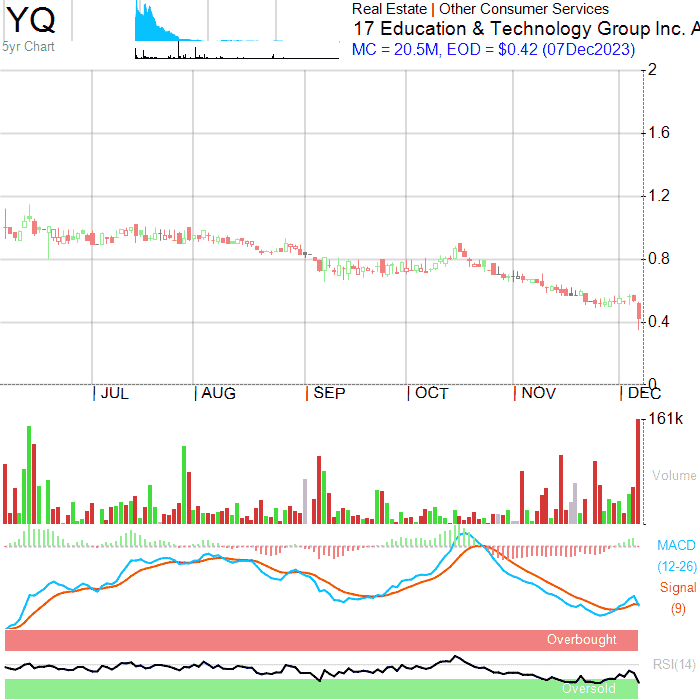 YQ
5yr Chart
Real Estate | Other Consumer Services
17 Education & Technology Group Inc. A
MC = 20.5M, EOD = $0.42 (07Dec2023)
2
1.6
1.2
0.8
0.4
0
JUL AUG SEP OCT NOV DEC
161k
Volume
MACD
(12-26)
Signal
(9)
Overbought
RSI(14)
Oversold